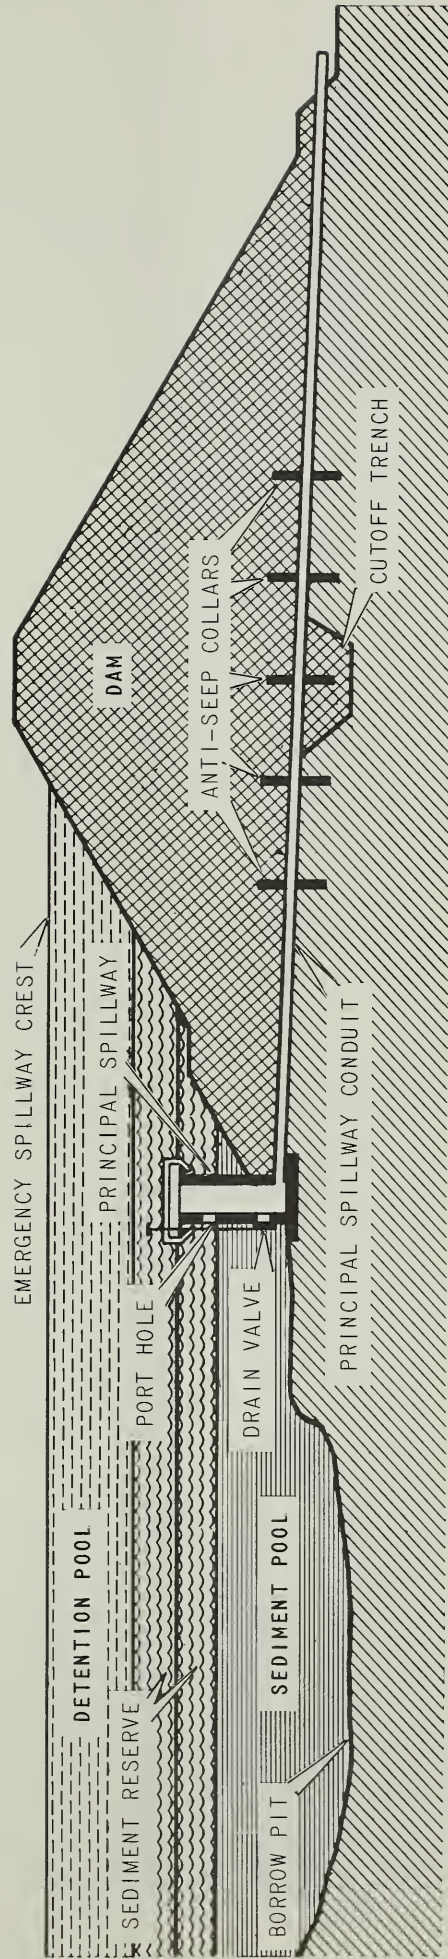 EMERGENCY SPILLWAY CREST
DETENTION POOL
PRINCIPAL SPILLWAY
DAM
SEDIMENT RESERVE
PORT HOLE
ANTI-SEEP COLLARS
DRAIN VALVE
SEDIMENT POOL
CUTOFF TRENCH
BORROW PIT
PRINCIPAL SPILLWAY CONDUIT